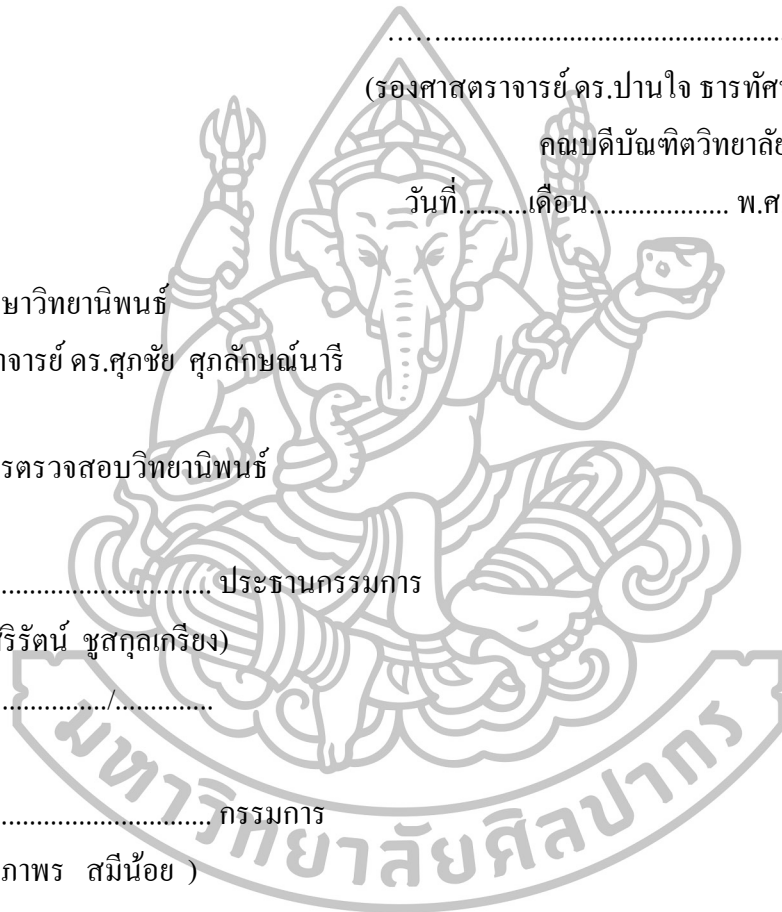 ……..................................................
(รองศาสตราจารย์ ดร.ปานใจ ธารทัศ
คณบดีบัณฑิตวิทยาลัย
วันที่..........เดือน.................... พ.ศ
ษาวิทยานิพนธ์
าจารย์ ดร.ศุภชัย ศุภลักษณ์นารี
รตรวจสอบวิทยานิพนธ์
.............................. ประธานกรรมการ
ริรัตน์ ชูสกุลเกรียง)
.............../..............
.............................. กรรมการ
ภาพร สมีน้อย )
มหาวิทยาลัยศิลปากร